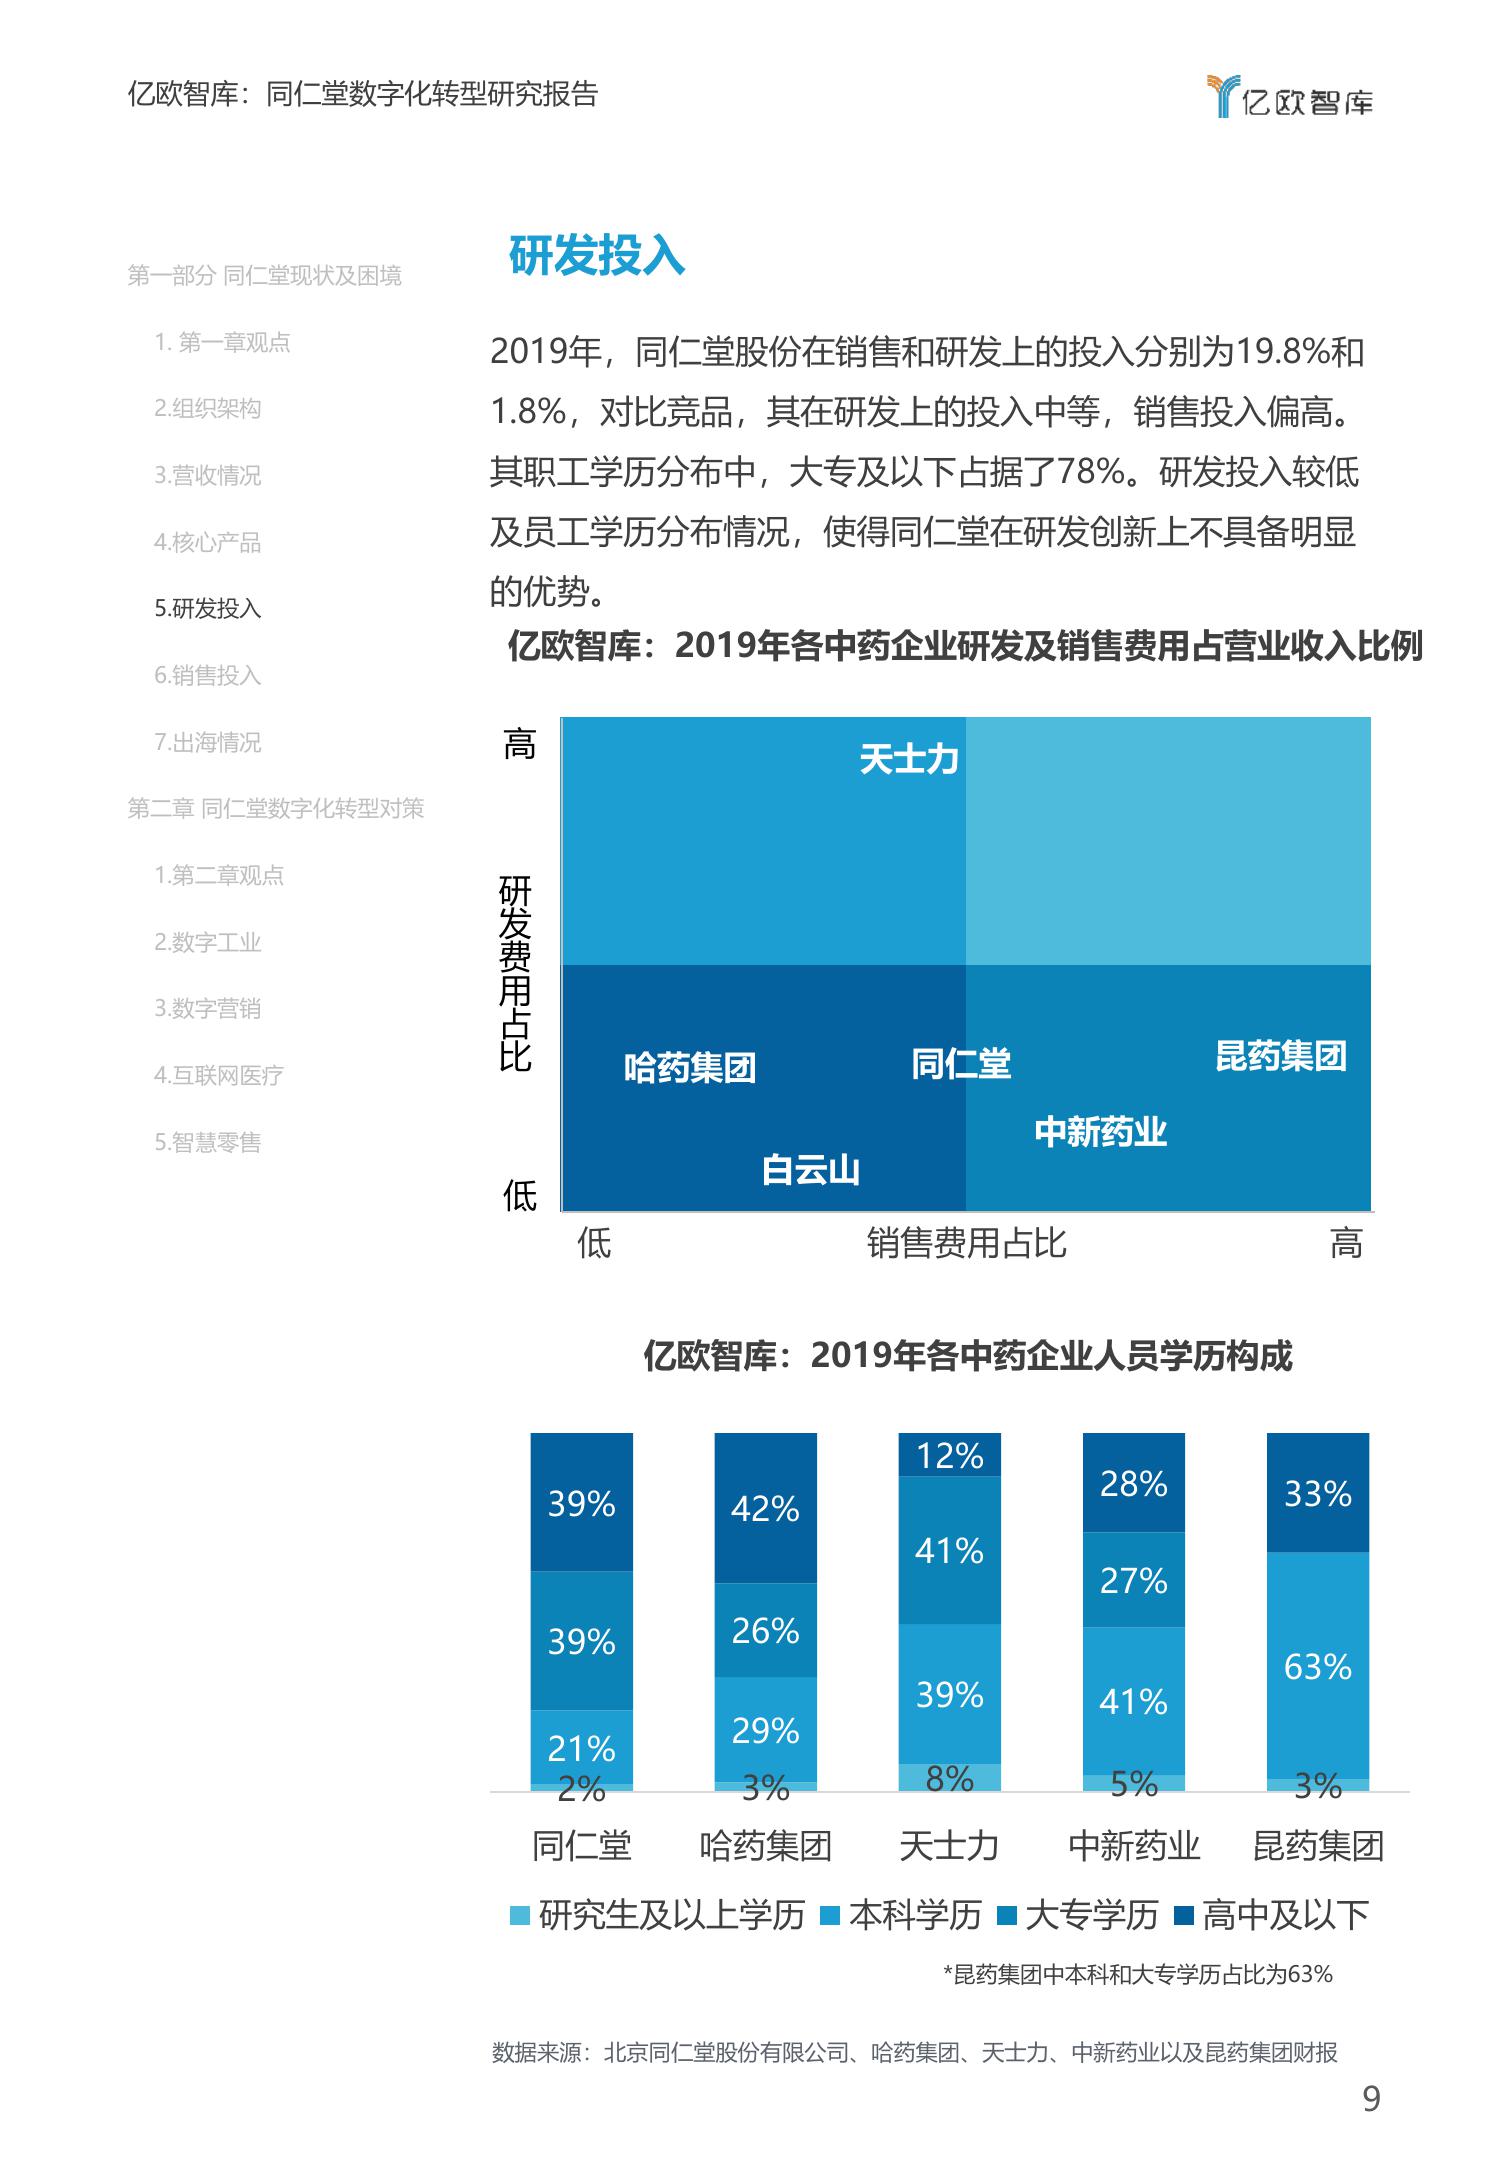 亿欧智库：同仁堂数字化转型研究报告
亿欧智库
第一部分 同仁堂现状及困境
1. 第一章观点
2.组织架构
3.营收情况
4.核心产品
5.研发投入
6.销售投入
7.出海情况
第二章 同仁堂数字化转型对策
1.第二章观点
2.数字工业
3.数字营销
4.互联网医疗
5.智慧零售
研发投入
2019年，同仁堂股份在销售和研发上的投入分别为19.8%和
1.8%，对比竞品，其在研发上的投入中等，销售投入偏高。
其职工学历分布中，大专及以下占据了78%。研发投入较低
及员工学历分布情况，使得同仁堂在研发创新上不具备明显
的优势。
亿欧智库：2019年各中药企业研发及销售费用占营业收入比例
高
研发费用占比
低
天士力
哈药集团
同仁堂
昆药集团
中新药业
白云山
低 销售费用占比 高
亿欧智库：2019年各中药企业人员学历构成
39% 42% 12% 28% 33%
39% 26% 41% 27%
21% 29% 39% 41% 63%
2% 3% 8% 5% 3%
同仁堂 哈药集团 天士力 中新药业 昆药集团
研究生及以上学历 本科学历 大专学历 高中及以下
*昆药集团中本科和大专学历占比为63%
数据来源：北京同仁堂股份有限公司、哈药集团、天士力、中新药业以及昆药集团财报
9